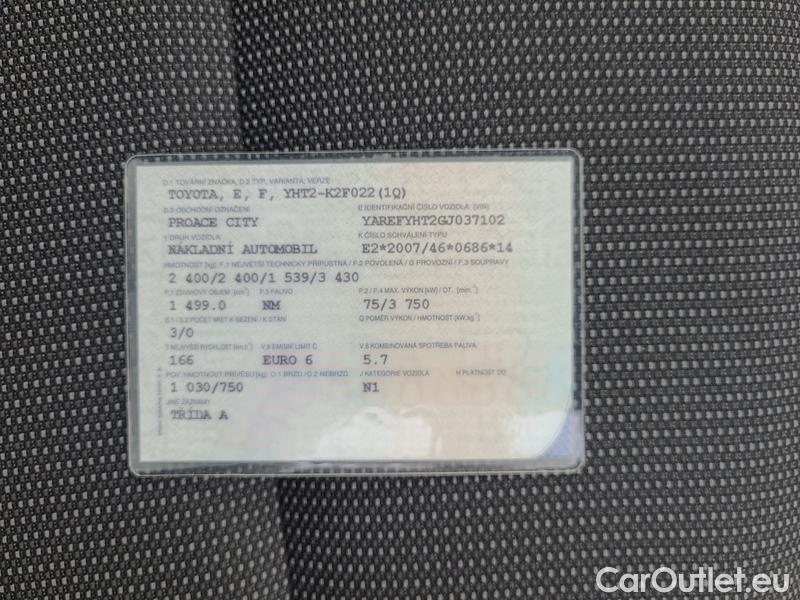 D.1 TOVÁRNÍ ZNAČKA, D.2 TYP, VARIANTA, VERZE
TOYOTA, E, F, YHT2-K2F022(1Q)
D.3 OBCHODNÍ OZNAČENÍ E IDENTIFIKAČNÍ ČÍSLO VOZIDLA (VIN)
PROACE CITY YAREFYHT2GJ037102
DRUH VOZIDLA K ČÍSLO SCHVÁLENÍ TYPU
NAKLADNÍ AUTOMOBIL E2*2007/46*0686*14
HMOTNOST [kg] F.1 NEJVĚTŠÍ TECHNICKY PŘÍPUSTNÁ / F.2 POVOLENÁ / G PROVOZNÍ / F.3 SOUPRAVY
2 400/2 400/1 539/3 430
P.1 ZDVIHOVÝ OBJEM [cm³] P.3 PALIVO P.2 / P.4 MAX. VÝKON [kW] / OT. [min⁻¹]
1 499.0 NM 75/3 750
S.1 / S.2 POČET MÍST K SEZENÍ / K STÁNÍ Q POMĚR VÝKON / HMOTNOST [kW.kg⁻¹]
3/0
T NEJVYŠŠÍ RYCHLOST [km.h⁻¹] V.9 EMISNÍ LIMIT Č. V.8 KOMBINOVANÁ SPOTŘEBA PALIVA
166 EURO 6 5.7
POV. HMOTNOST PŘÍVĚSU [kg] O.1 BRZD. / O.2 NEBRZD. J KATEGORIE VOZIDLA H PLATNOST DO
1 030/750 N1
JINÉ ZÁZNAMY
TŘÍDA A
CarOutlet.eu